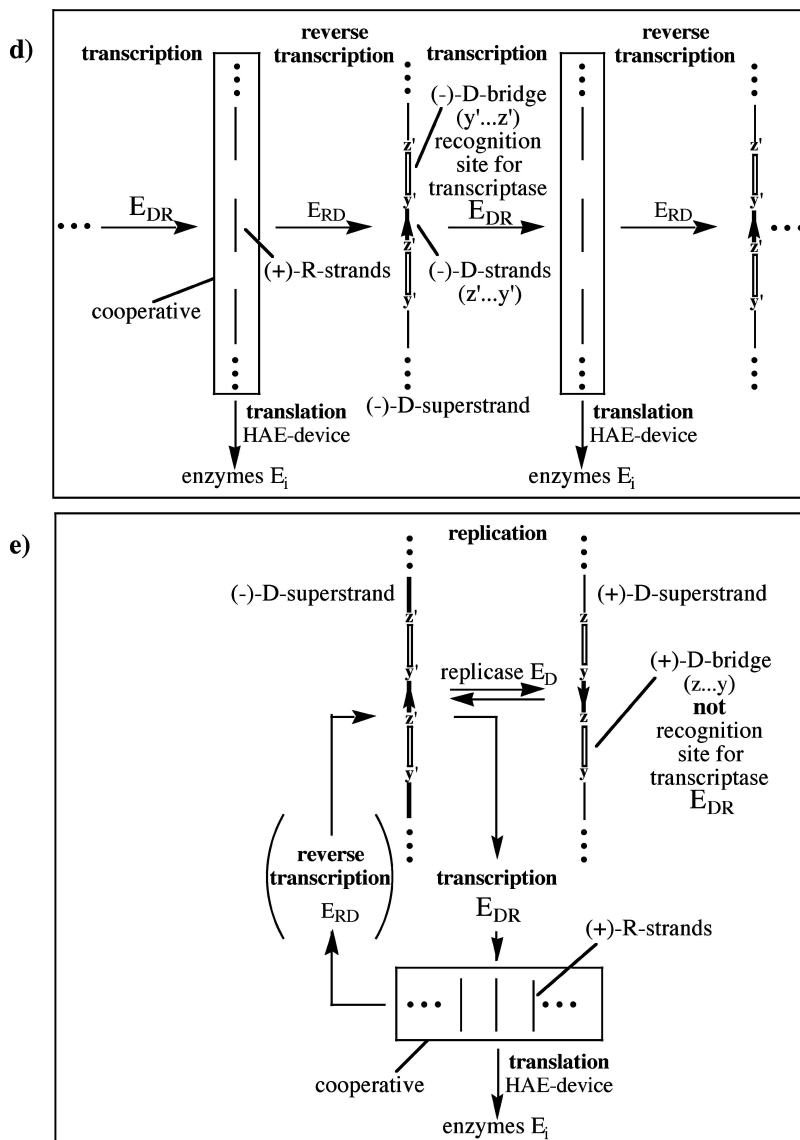 d)
transcription
reverse
transcription
transcription
reverse
transcription
(-)-D-bridge
(y'...z')
recognition
site for
transcriptase
E_DR
E_RD
E_DR
E_RD
z'
y'
z'
y'
z'
y'
z'
y'
(+)-R-strands
(-)-D-strands
(z'...y')
cooperative
(-)-D-superstrand
translation
HAE-device
enzymes E_i
translation
HAE-device
enzymes E_i
e)
replication
(-)-D-superstrand
(+)-D-superstrand
z'
y'
z'
y'
replicase E_D
z
y
z
y
(+)-D-bridge
(z...y)
not
recognition
site for
transcriptase
E_DR
reverse
transcription
E_RD
transcription
E_DR
(+)-R-strands
cooperative
translation
HAE-device
enzymes E_i